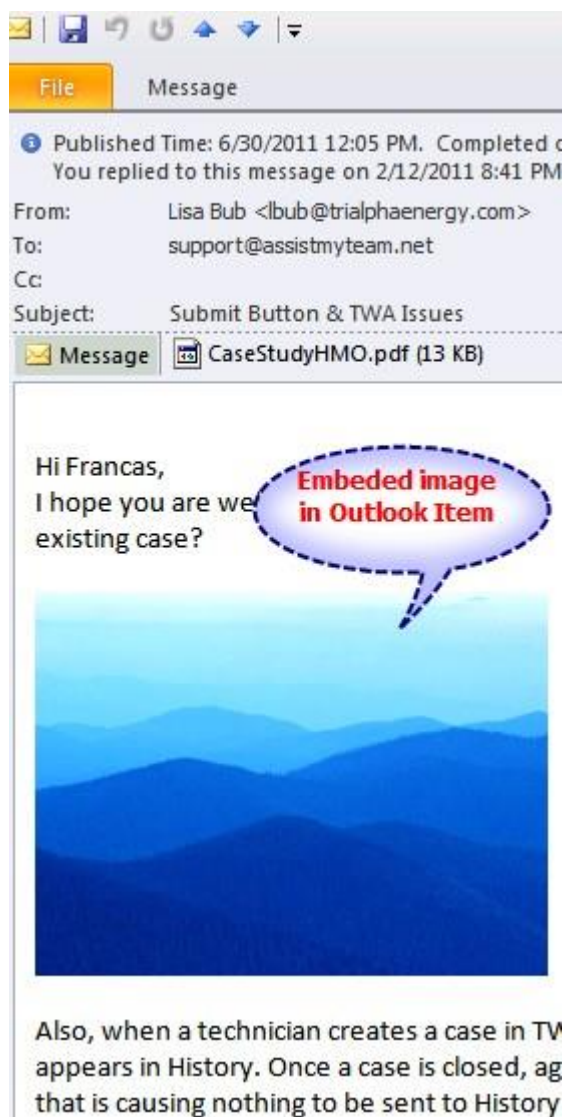 File Message
Published Time: 6/30/2011 12:05 PM. Completed
You replied to this message on 2/12/2011 8:41 PM
From: Lisa Bub <lbub@trialphaenergy.com>
To: support@assistmyteam.net
Cc:
Subject: Submit Button & TWA Issues
Message CaseStudyHMO.pdf (13 KB)
Hi Francas,
I hope you are we
existing case?
Embeded image
in Outlook Item
Also, when a technician creates a case in TW
appears in History. Once a case is closed, ag
that is causing nothing to be sent to History